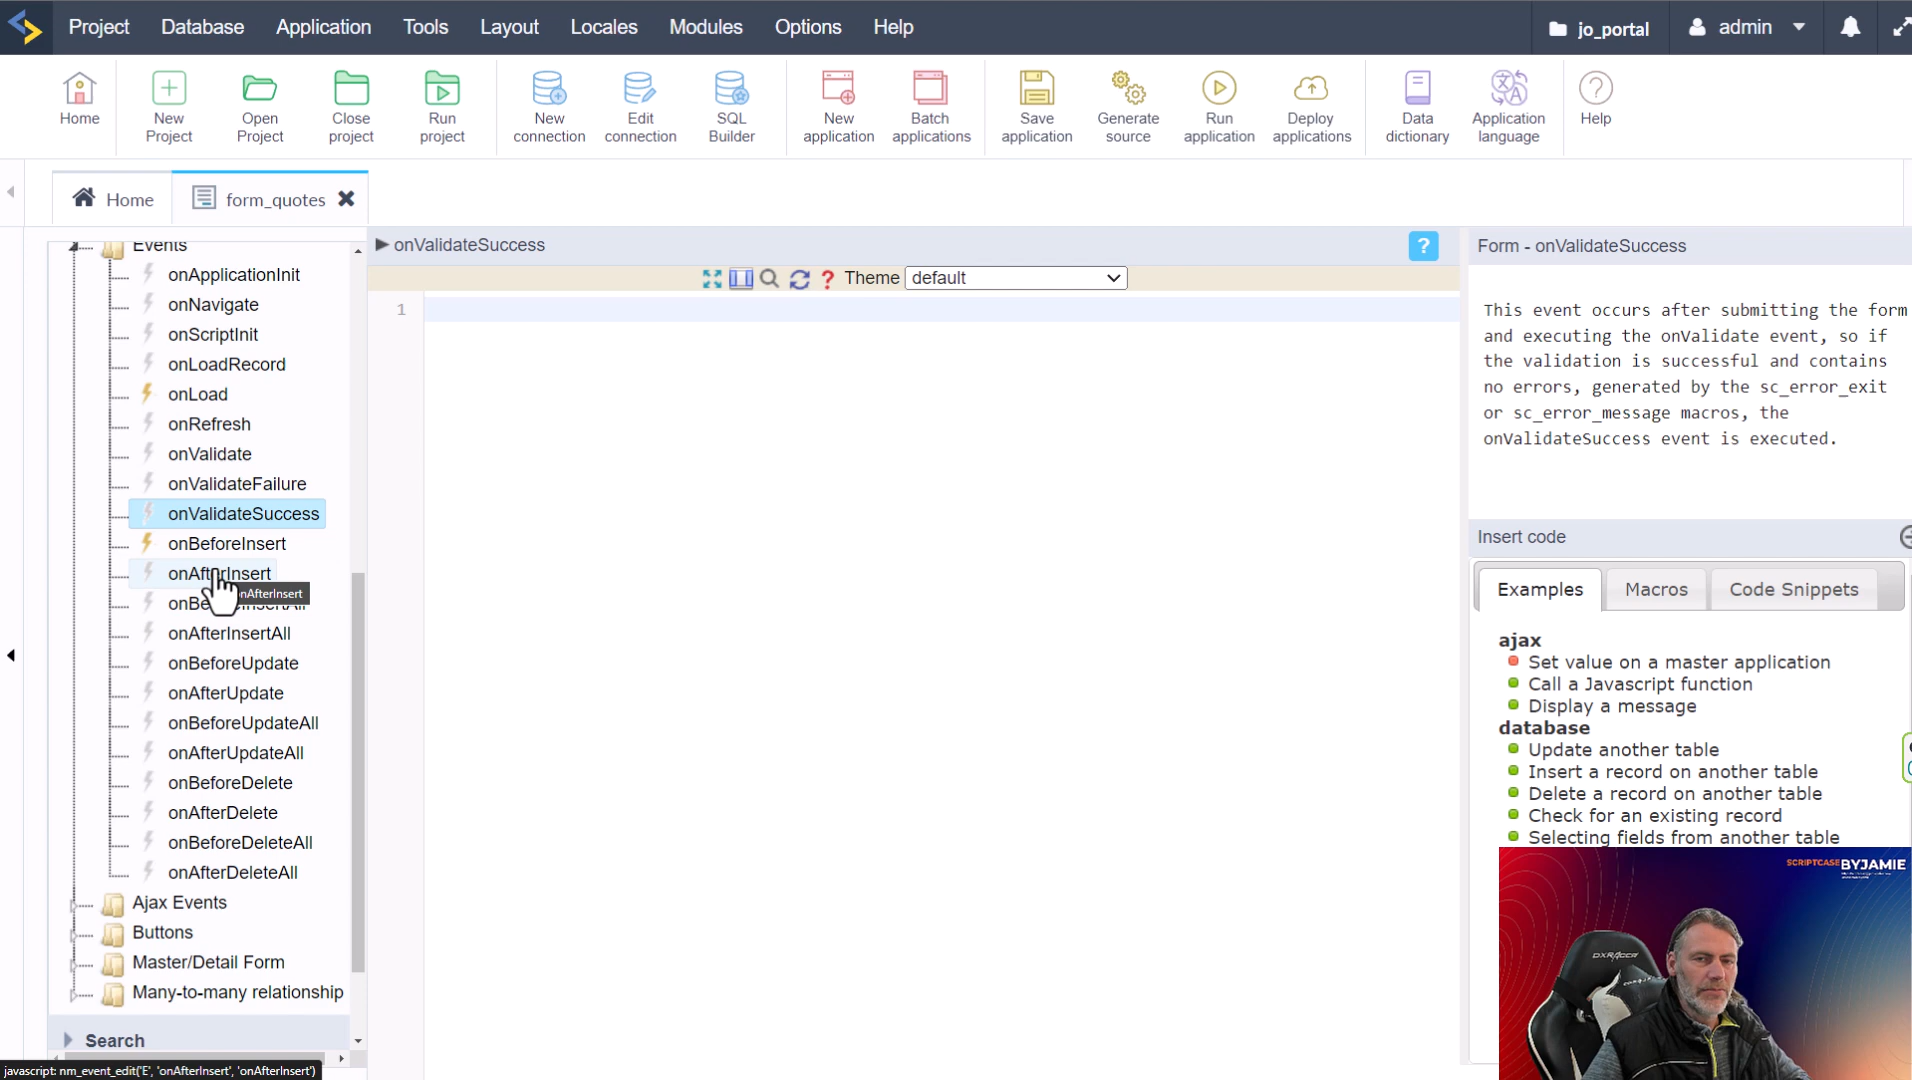 Project Database Application Tools Layout Locales Modules Options Help jo_portal admin
Home
New Project
Open Project
Close project
Run project
New connection
Edit connection
SQL Builder
New application
Batch applications
Save application
Generate source
Run application
Deploy applications
Data dictionary
Application language
Help
Home form_quotes
Events
onApplicationInit
onNavigate
onScriptInit
onLoadRecord
onLoad
onRefresh
onValidate
onValidateFailure
onValidateSuccess
onBeforeInsert
onAfterInsert
onAfterInsert
onBeforeInsertAll
onAfterInsertAll
onBeforeUpdate
onAfterUpdate
onBeforeUpdateAll
onAfterUpdateAll
onBeforeDelete
onAfterDelete
onBeforeDeleteAll
onAfterDeleteAll
Ajax Events
Buttons
Master/Detail Form
Many-to-many relationship
Search
javascript: nm_event_edit('E', 'onAfterInsert', 'onAfterInsert')
onValidateSuccess ?
? Theme default
1
Form - onValidateSuccess
This event occurs after submitting the form
and executing the onValidate event, so if
the validation is successful and contains
no errors, generated by the sc_error_exit
or sc_error_message macros, the
onValidateSuccess event is executed.
Insert code
Examples Macros Code Snippets
ajax
Set value on a master application
Call a Javascript function
Display a message
database
Update another table
Insert a record on another table
Delete a record on another table
Check for an existing record
Selecting fields from another table
SCRIPTCASE BYJAMIE
DXRACER